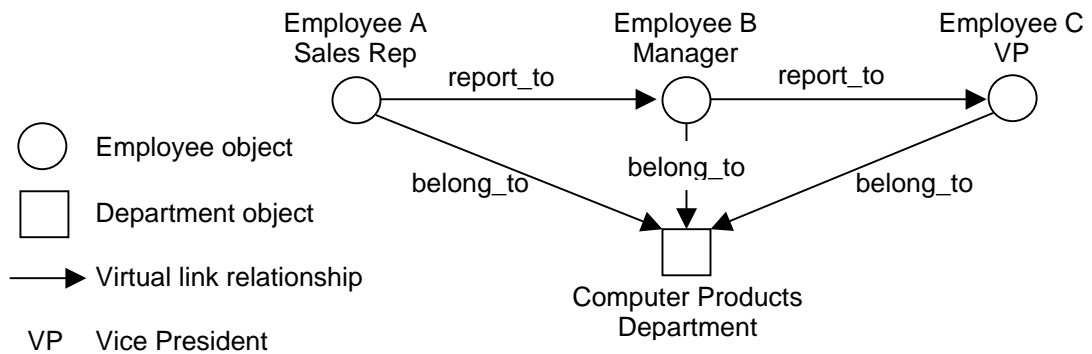 Employee A
Sales Rep
Employee B
Manager
Employee C
VP
report_to
report_to
Employee object
belong_to
belong_to
belong_to
Department object
Virtual link relationship
Computer Products
Department
VP Vice President